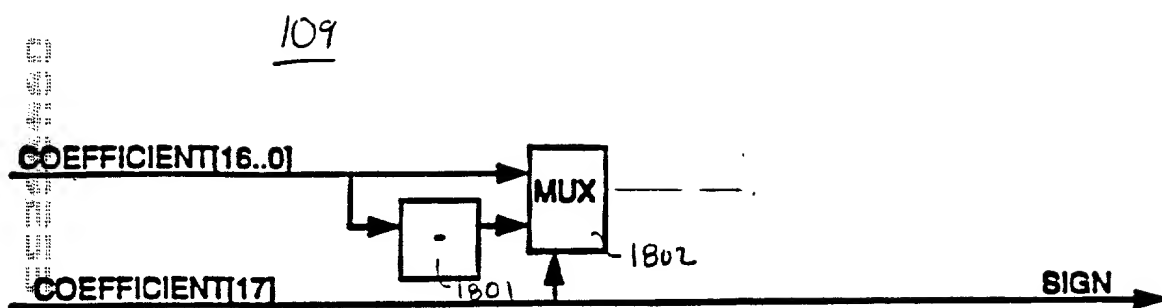 109
COEFFICIENT[16..0]
MUX
-
1802
1801
COEFFICIENT[17]
SIGN